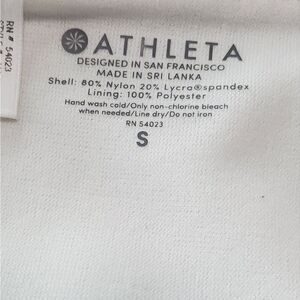 ATHLETA
DESIGNED IN SAN FRANCISCO
MADE IN SRI LANKA
Shell: 80% Nylon 20% Lycra®spandex
Lining: 100% Polyester
Hand wash cold/Only non-chlorine bleach
when needed/Line dry/Do not iron
RN 54023
S
RN# 54023